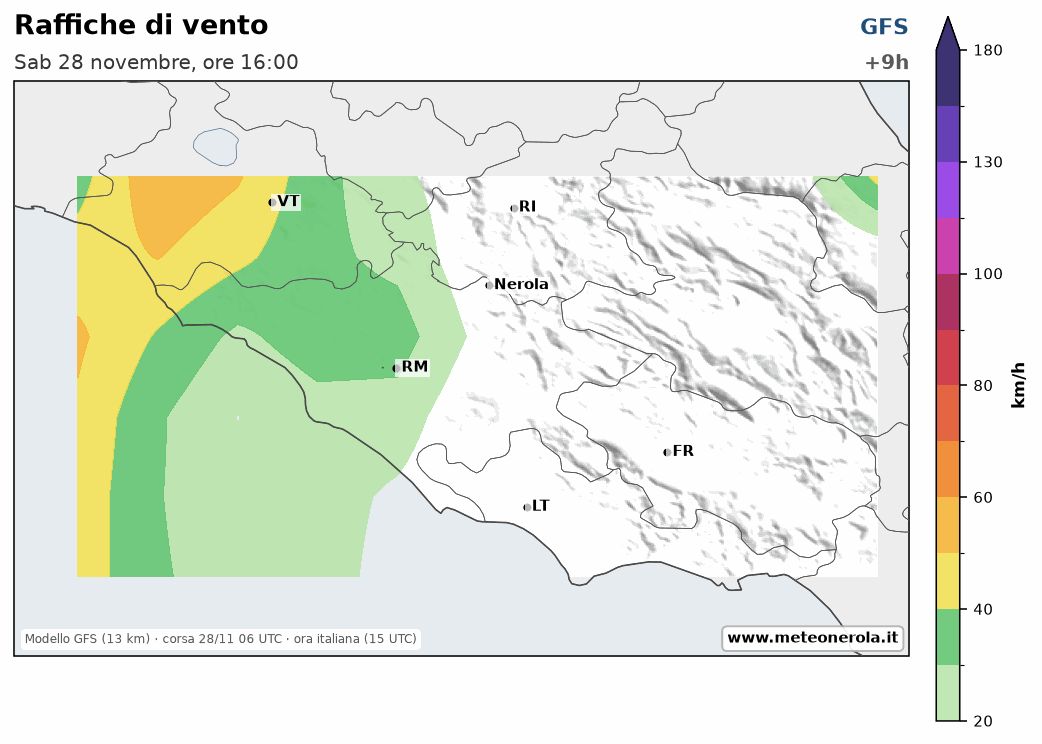 Raffiche di vento
GFS
Sab 28 novembre, ore 16:00
+9h
VT
RI
Nerola
RM
FR
LT
Modello GFS (13 km) · corsa 28/11 06 UTC · ora italiana (15 UTC)
www.meteonerola.it
180
130
100
80
60
40
20
km/h